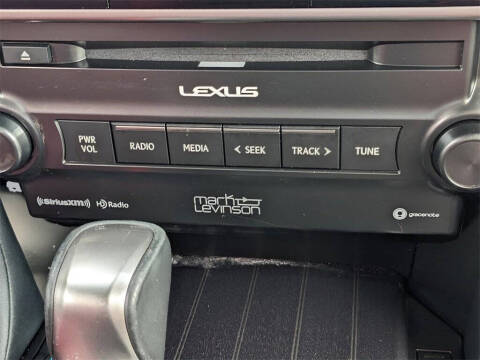 LEXUS
PWR VOL RADIO MEDIA < SEEK TRACK > TUNE
((SiriusXM)) HD Radio mark Levinson gracenote